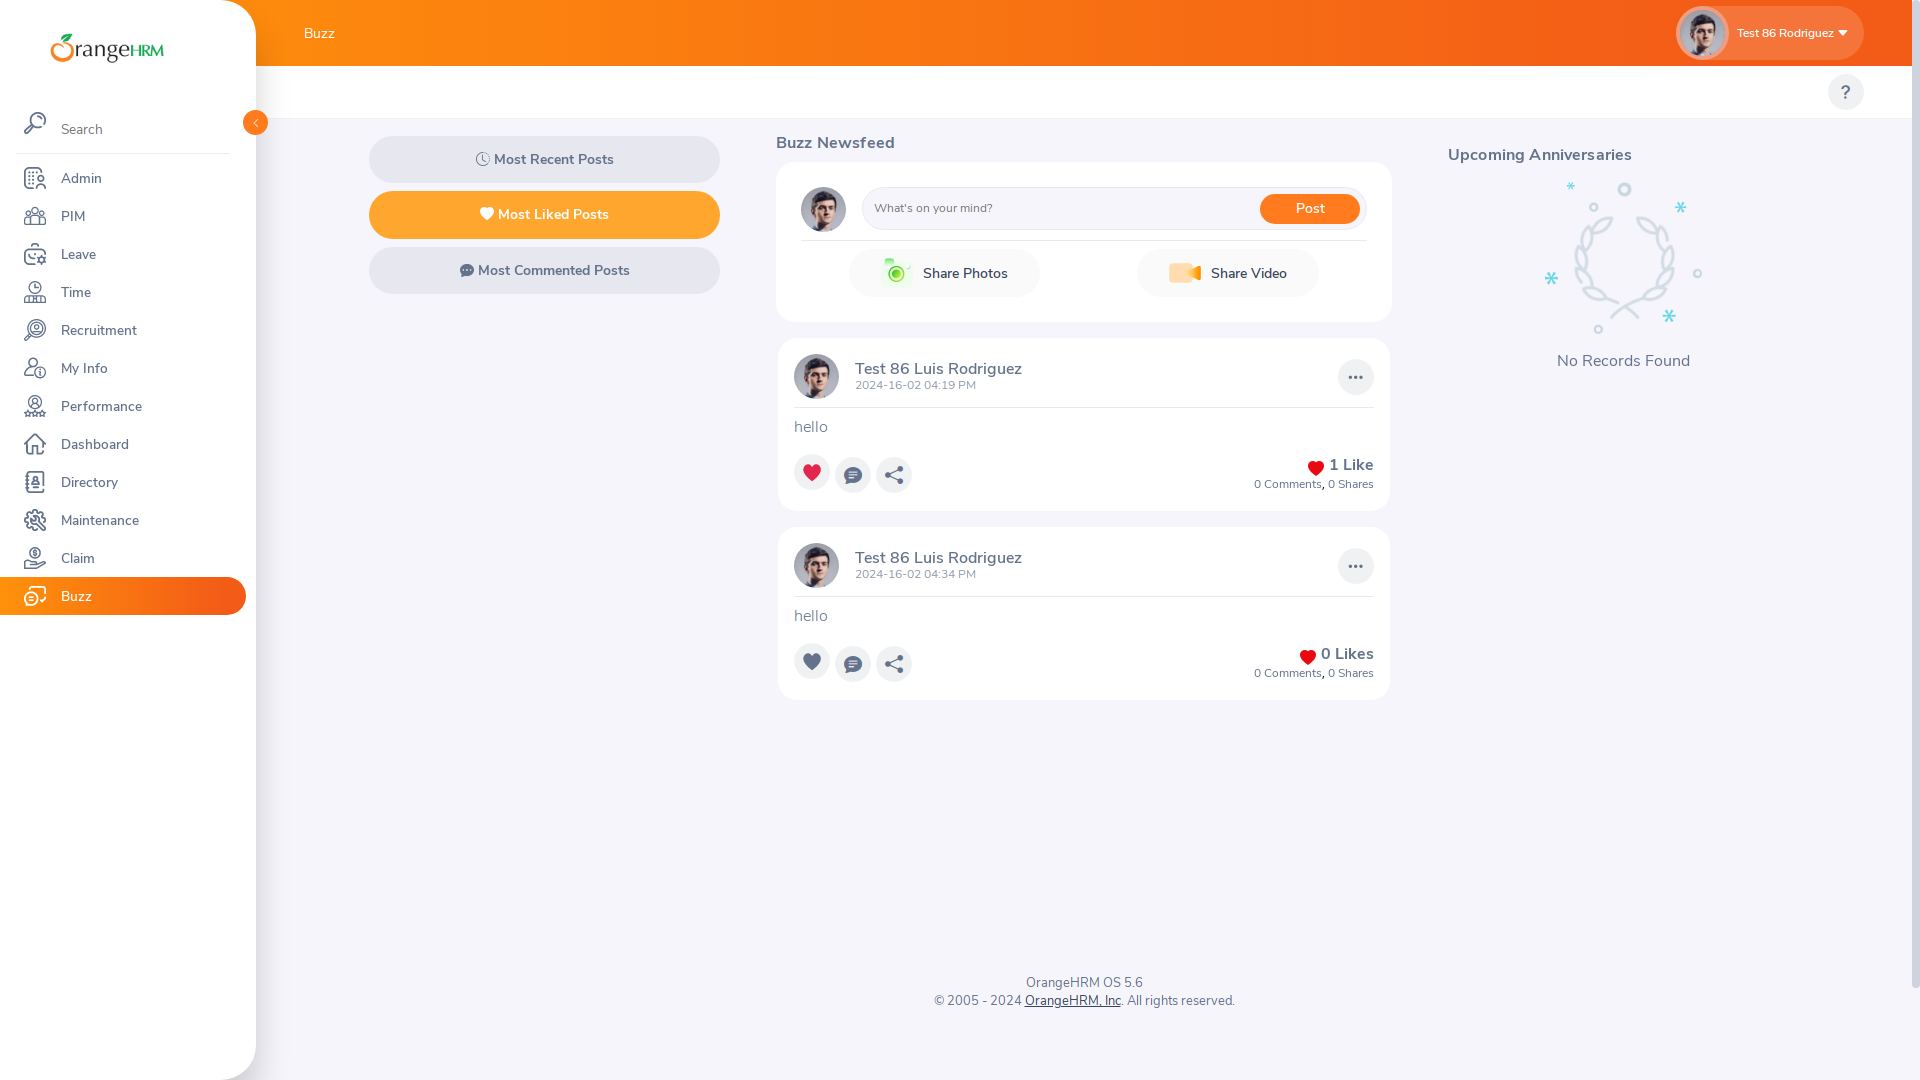 OrangeHRM
Search
Admin
PIM
Leave
Time
Recruitment
My Info
Performance
Dashboard
Directory
Maintenance
Claim
Buzz
Buzz
Test 86 Rodriguez
?
Most Recent Posts
Most Liked Posts
Most Commented Posts
Buzz Newsfeed
What's on your mind?
Post
Share Photos
Share Video
Test 86 Luis Rodriguez
2024-16-02 04:19 PM
hello
1 Like
0 Comments, 0 Shares
Test 86 Luis Rodriguez
2024-16-02 04:34 PM
hello
0 Likes
0 Comments, 0 Shares
Upcoming Anniversaries
No Records Found
OrangeHRM OS 5.6
© 2005 - 2024 OrangeHRM, Inc. All rights reserved.